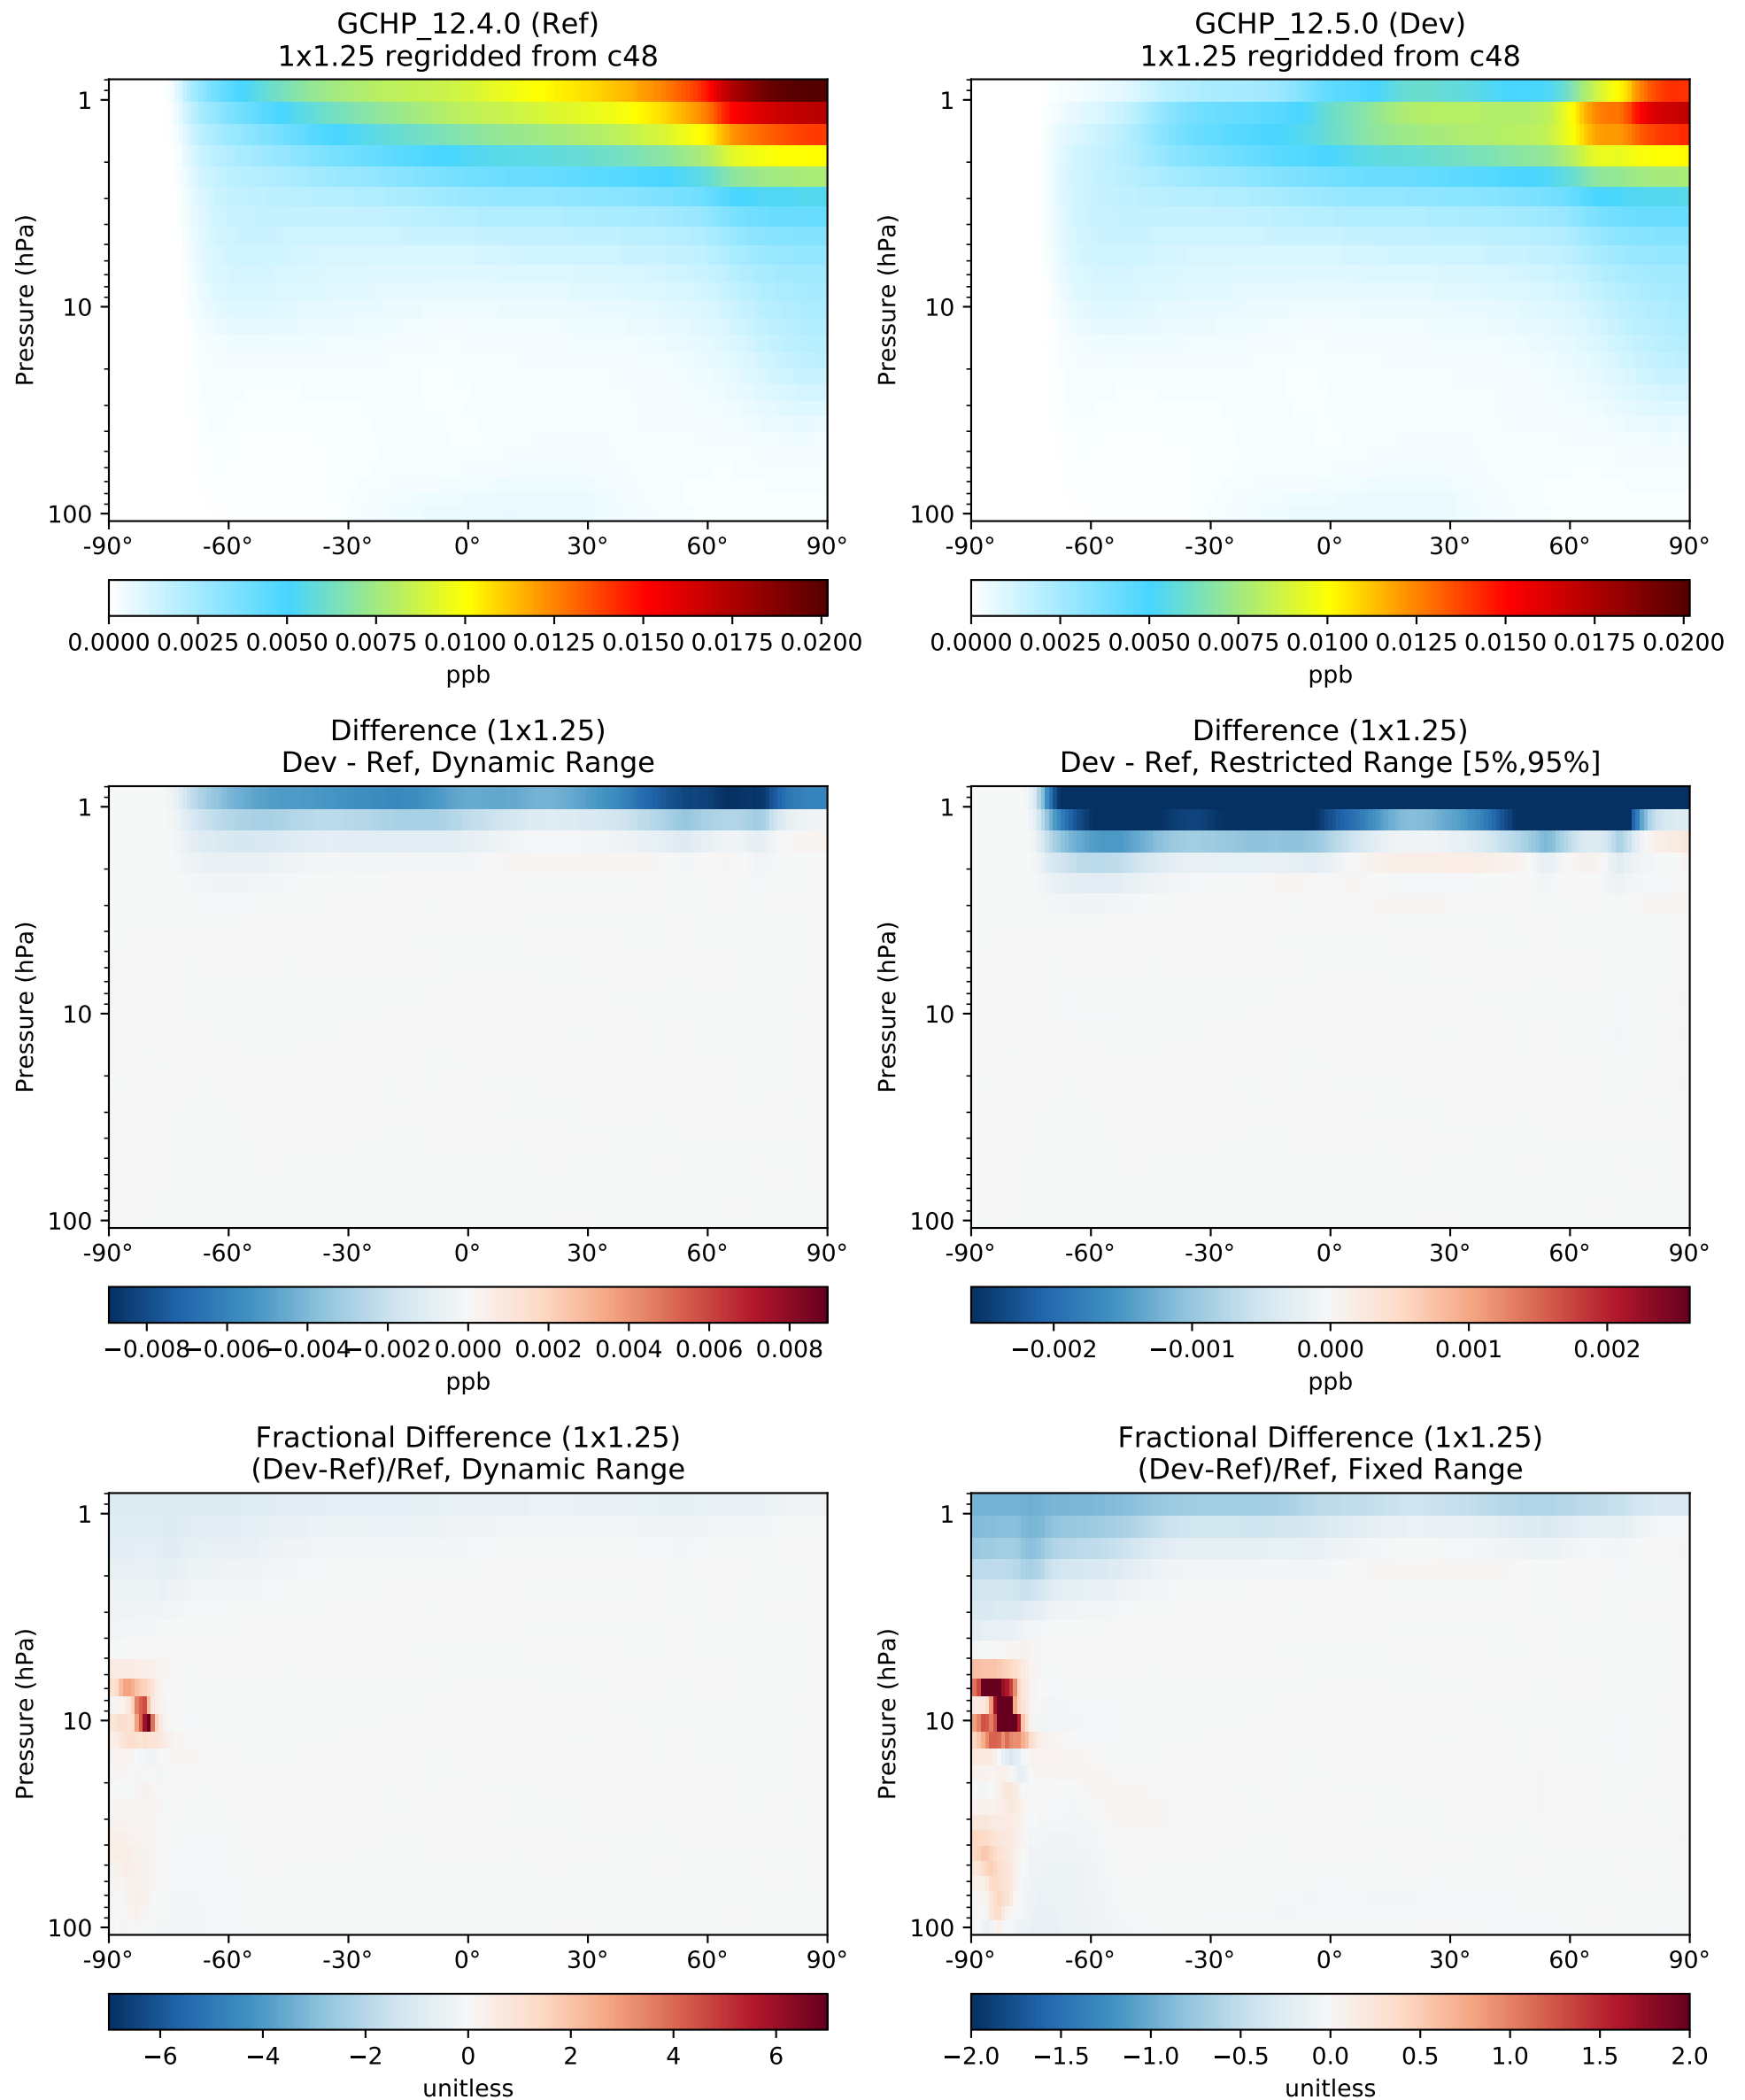 GCHP_12.4.0 (Ref)
1x1.25 regridded from c48
Pressure (hPa)
1
10
100
-90° -60° -30° 0° 30° 60° 90°
0.0000 0.0025 0.0050 0.0075 0.0100 0.0125 0.0150 0.0175 0.0200
ppb
GCHP_12.5.0 (Dev)
1x1.25 regridded from c48
Pressure (hPa)
1
10
100
-90° -60° -30° 0° 30° 60° 90°
0.0000 0.0025 0.0050 0.0075 0.0100 0.0125 0.0150 0.0175 0.0200
ppb
Difference (1x1.25)
Dev - Ref, Dynamic Range
Pressure (hPa)
1
10
100
-90° -60° -30° 0° 30° 60° 90°
−0.008 −0.006 −0.004 −0.002 0.000 0.002 0.004 0.006 0.008
ppb
Difference (1x1.25)
Dev - Ref, Restricted Range [5%,95%]
Pressure (hPa)
1
10
100
-90° -60° -30° 0° 30° 60° 90°
−0.002 −0.001 0.000 0.001 0.002
ppb
Fractional Difference (1x1.25)
(Dev-Ref)/Ref, Dynamic Range
Pressure (hPa)
1
10
100
-90° -60° -30° 0° 30° 60° 90°
−6 −4 −2 0 2 4 6
unitless
Fractional Difference (1x1.25)
(Dev-Ref)/Ref, Fixed Range
Pressure (hPa)
1
10
100
-90° -60° -30° 0° 30° 60° 90°
−2.0 −1.5 −1.0 −0.5 0.0 0.5 1.0 1.5 2.0
unitless